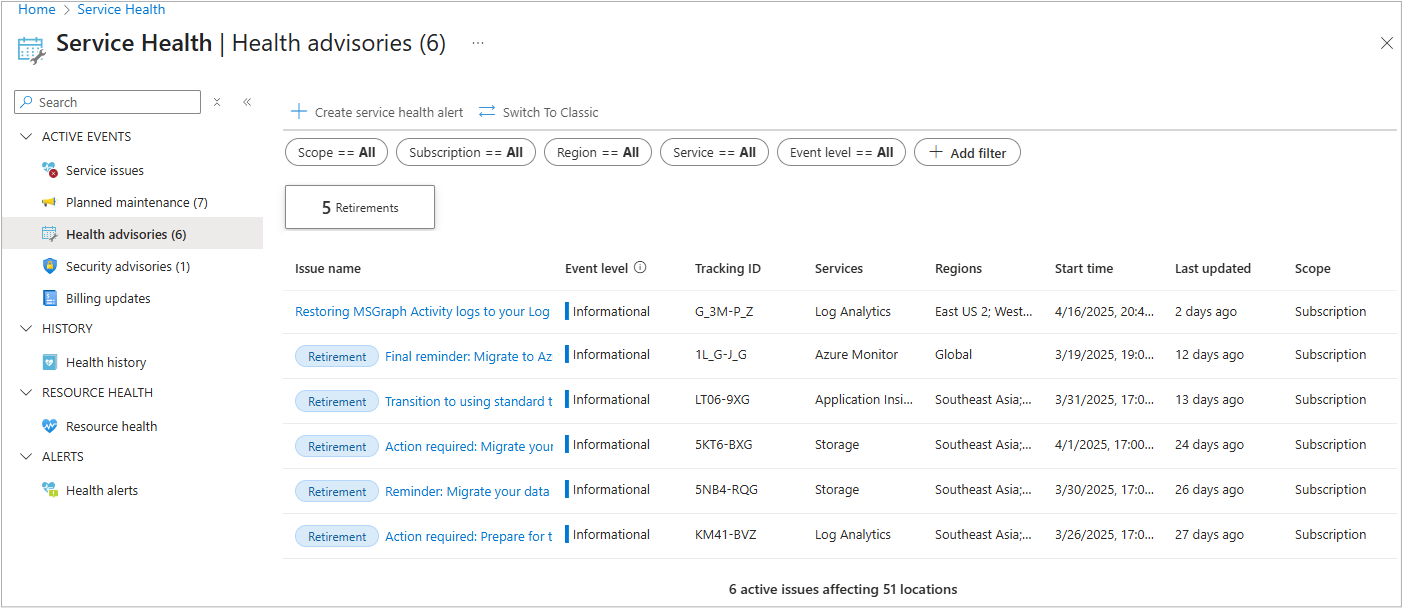 Home > Service Health
Service Health | Health advisories (6) ...
Search
ACTIVE EVENTS
Service issues
Planned maintenance (7)
Health advisories (6)
Security advisories (1)
Billing updates
HISTORY
Health history
RESOURCE HEALTH
Resource health
ALERTS
Health alerts
Create service health alert Switch To Classic
Scope == All Subscription == All Region == All Service == All Event level == All Add filter
5 Retirements
Issue name Event level Tracking ID Services Regions Start time Last updated Scope
Restoring MSGraph Activity logs to your Log Informational G_3M-P_Z Log Analytics East US 2; West... 4/16/2025, 20:4... 2 days ago Subscription
Retirement Final reminder: Migrate to Az Informational 1L_G-J_G Azure Monitor Global 3/19/2025, 19:0... 12 days ago Subscription
Retirement Transition to using standard t Informational LT06-9XG Application Insi... Southeast Asia;... 3/31/2025, 17:0... 13 days ago Subscription
Retirement Action required: Migrate your Informational 5KT6-BXG Storage Southeast Asia;... 4/1/2025, 17:00... 24 days ago Subscription
Retirement Reminder: Migrate your data Informational 5NB4-RQG Storage Southeast Asia;... 3/30/2025, 17:0... 26 days ago Subscription
Retirement Action required: Prepare for t Informational KM41-BVZ Log Analytics Southeast Asia;... 3/26/2025, 17:0... 27 days ago Subscription
6 active issues affecting 51 locations